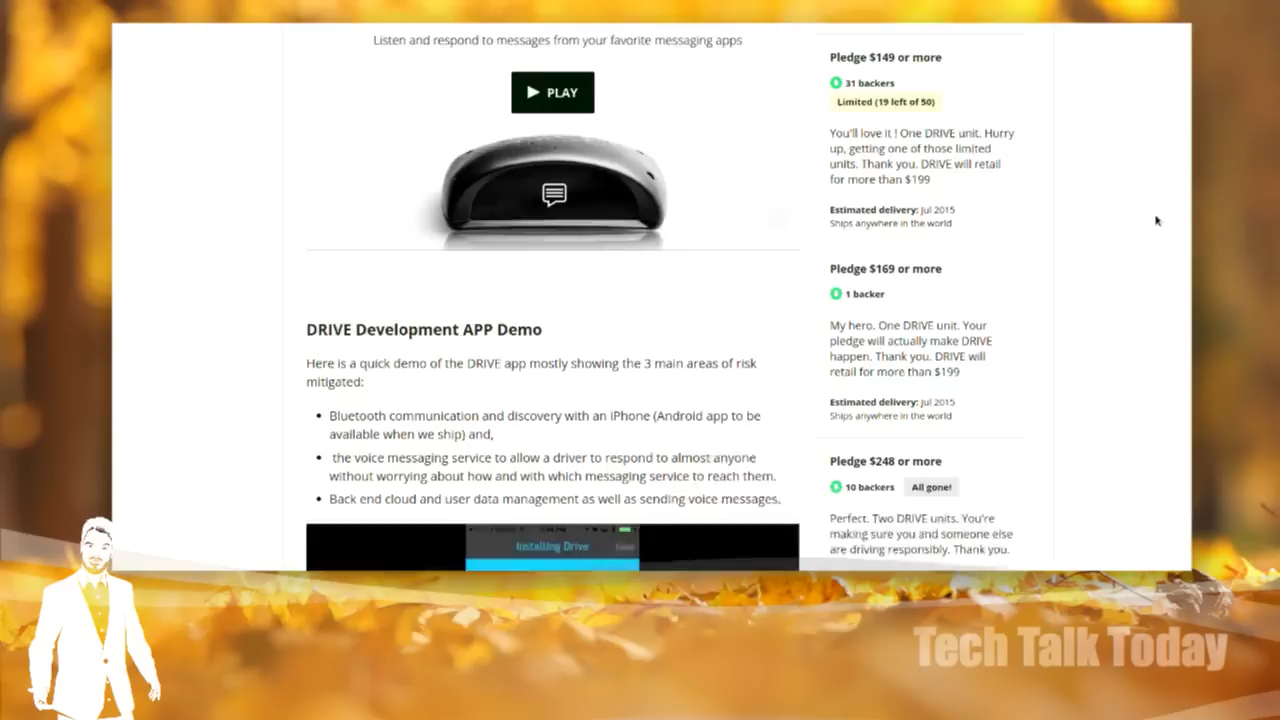 Listen and respond to messages from your favorite messaging apps
PLAY
DRIVE Development APP Demo
Here is a quick demo of the DRIVE app mostly showing the 3 main areas of risk
mitigated:
• Bluetooth communication and discovery with an iPhone (Android app to be
available when we ship) and,
• the voice messaging service to allow a driver to respond to almost anyone
without worrying about how and with which messaging service to reach them.
• Back end cloud and user data management as well as sending voice messages.
Installing Drive
Pledge $149 or more
31 backers
Limited (19 left of 50)
You'll love it ! One DRIVE unit. Hurry
up, getting one of those limited
units. Thank you. DRIVE will retail
for more than $199
Estimated delivery: Jul 2015
Ships anywhere in the world
Pledge $169 or more
1 backer
My hero. One DRIVE unit. Your
pledge will actually make DRIVE
happen. Thank you. DRIVE will
retail for more than $199
Estimated delivery: Jul 2015
Ships anywhere in the world
Pledge $248 or more
10 backers All gone!
Perfect. Two DRIVE units. You're
making sure you and someone else
are driving responsibly. Thank you.
Tech Talk Today